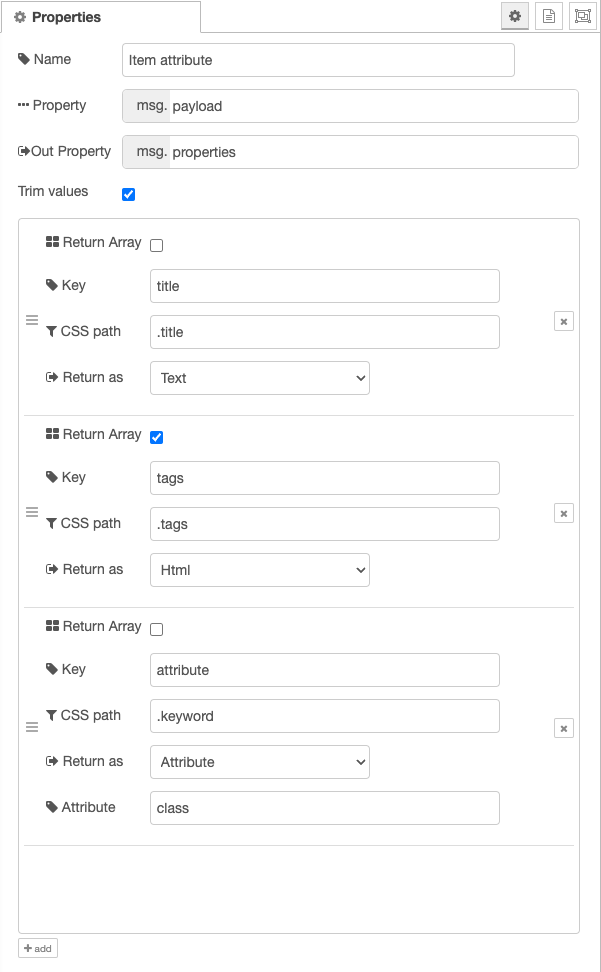 Properties
Name Item attribute
Property msg. payload
Out Property msg. properties
Trim values
Return Array
Key title
CSS path .title
Return as Text
Return Array
Key tags
CSS path .tags
Return as Html
Return Array
Key attribute
CSS path .keyword
Return as Attribute
Attribute class
add